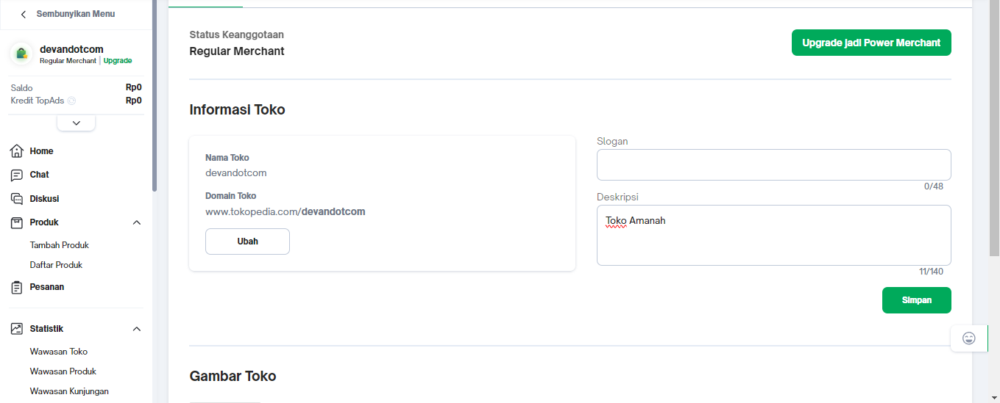 Sembunyikan Menu
devandotcom
Regular Merchant | Upgrade
Saldo Rp0
Kredit TopAds Rp0
Home
Chat
Diskusi
Produk
Tambah Produk
Daftar Produk
Pesanan
Statistik
Wawasan Toko
Wawasan Produk
Wawasan Kunjungan
Status Keanggotaan
Regular Merchant
Upgrade jadi Power Merchant
Informasi Toko
Nama Toko
devandotcom
Domain Toko
www.tokopedia.com/devandotcom
Ubah
Slogan
0/48
Deskripsi
Toko Amanah
11/140
Simpan
Gambar Toko